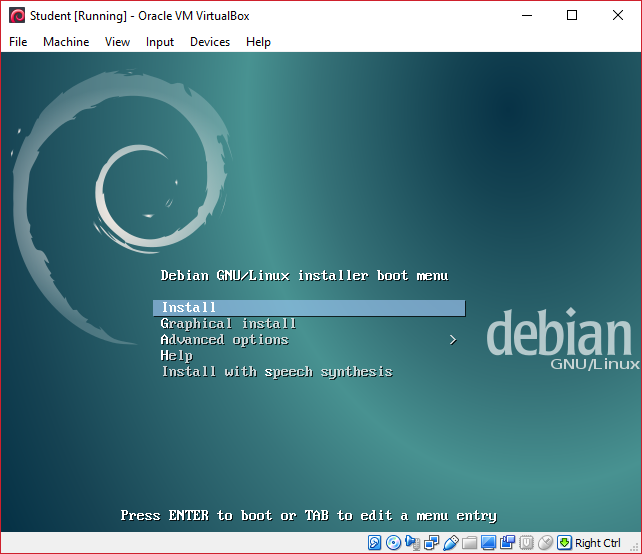 Student [Running] - Oracle VM VirtualBox
File Machine View Input Devices Help
Debian GNU/Linux installer boot menu
Install
Graphical install
Advanced options >
Help
Install with speech synthesis
debian
GNU/Linux
Press ENTER to boot or TAB to edit a menu entry
Right Ctrl